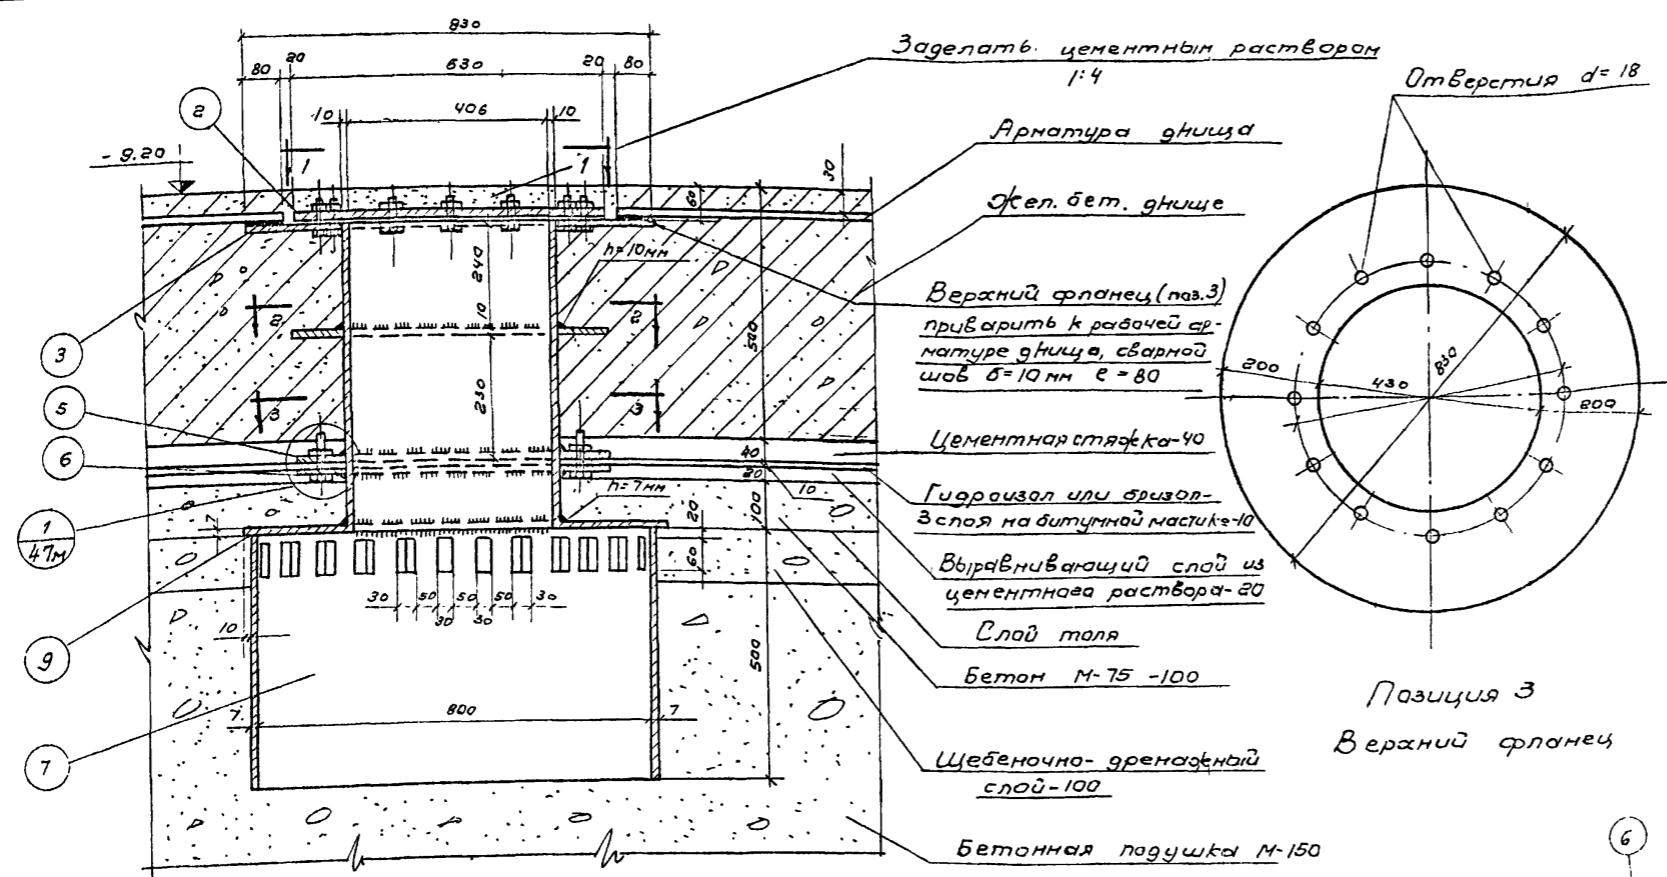 830
80 20 630 20 80
10 406 10
Заделать цементным раствором
1:4
Отверстия d=18
2
- 9.20
1 1
60
30
Арматура днища
Жел. бет. днище
h=10мм
240
10
2 2
500
3
Верхний фланец (поз.3)
приварить к рабочей ар-
матуре днища, сварной
шов б=10 мм е = 80
230
5
3 3
6
Цементная стяжка-40
40
20
10
h=7мм
Гидроизол или бризол-
3 слоя на битумной мастике-10
1
47м
7
20
100
60
Выравнивающий слой из
цементного раствора-20
30 50 50 50 30
30 30
Слой толя
10
9
Бетон М-75 -100
500
7 800 7
7
Щебеночно-дренажный
слой-100
Бетонная подушка М-150
200 430 830 200
Позиция 3
Верхний фланец
6